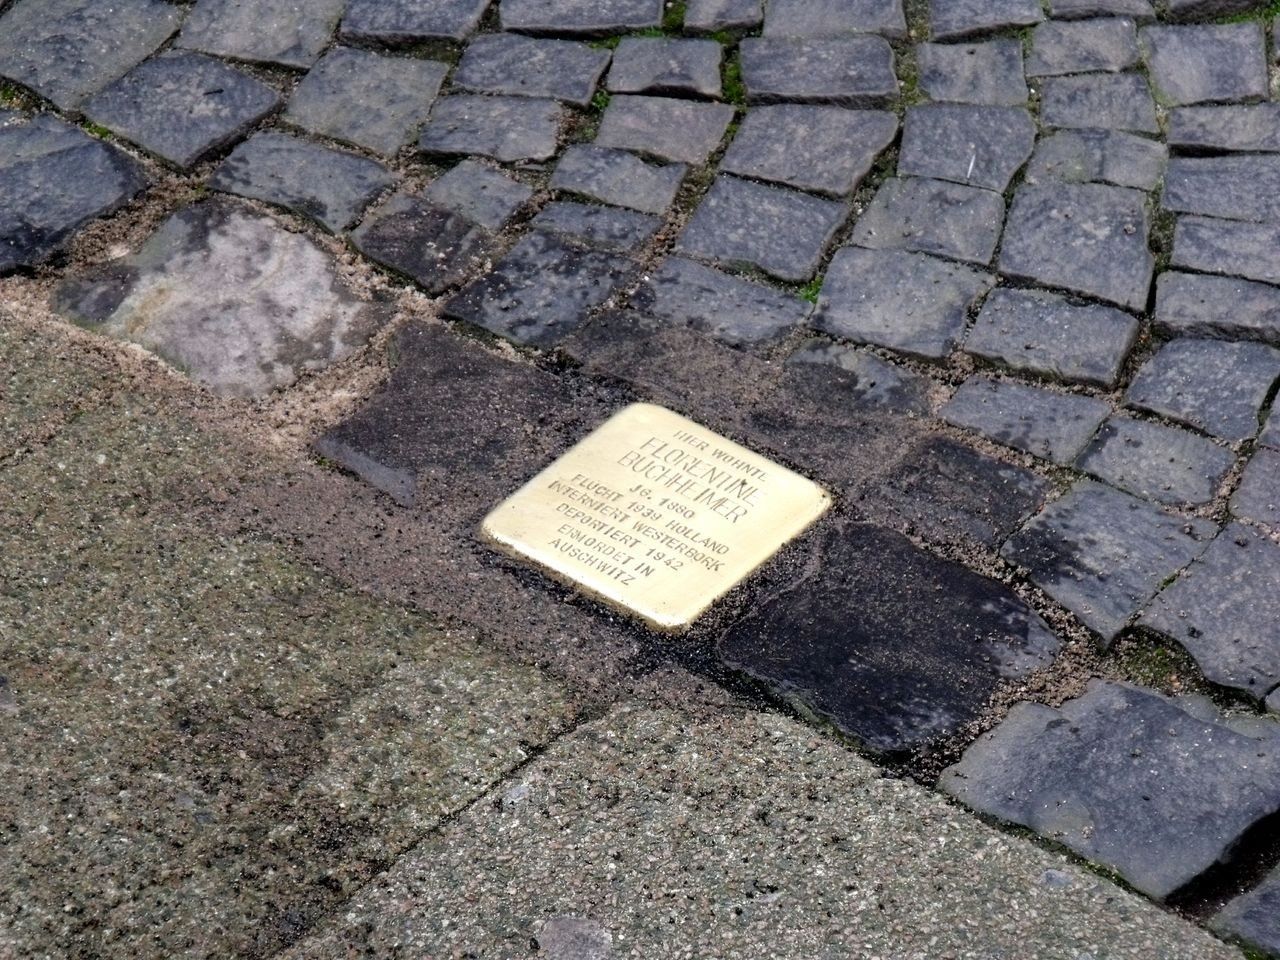 HIER WOHNTE
FLORENTINE
BUCHHEIMER
JG. 1880
FLUCHT 1939 HOLLAND
INTERNIERT WESTERBORK
DEPORTIERT 1942
ERMORDET IN
AUSCHWITZ